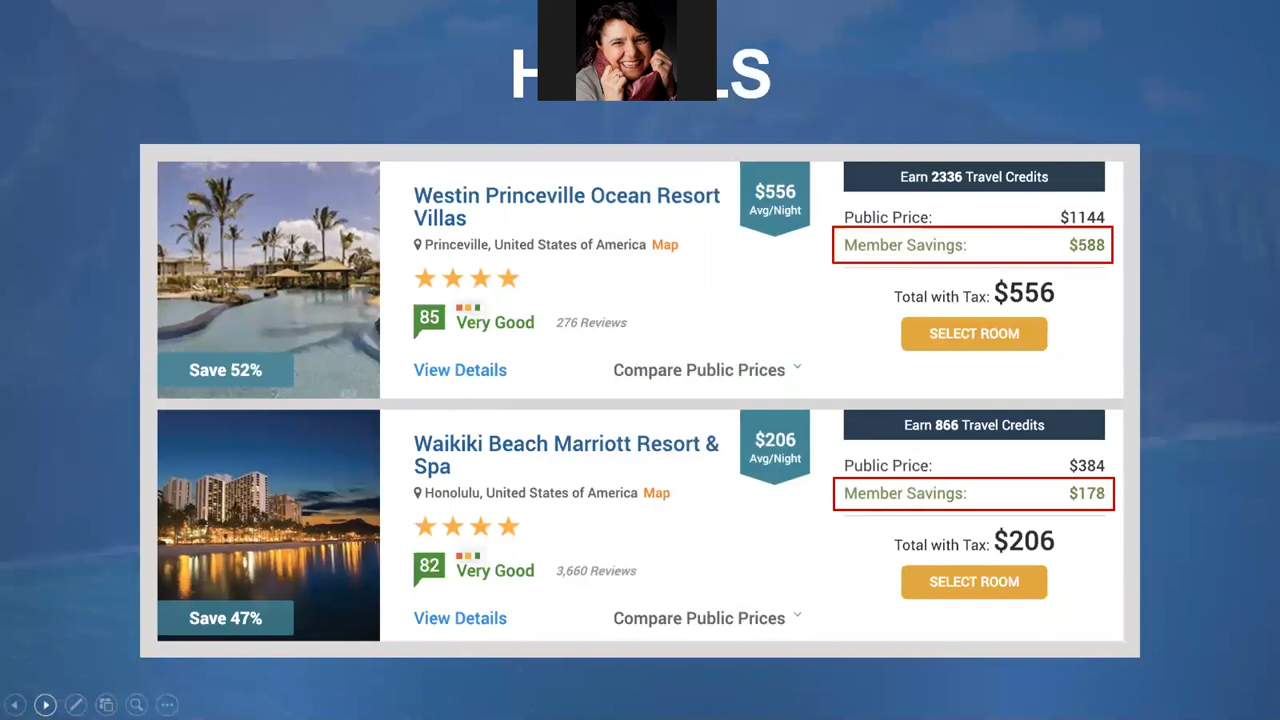 H LS
Westin Princeville Ocean Resort
Villas
Princeville, United States of America Map
85
Very Good
276 Reviews
View Details
Compare Public Prices
$556
Avg/Night
Earn 2336 Travel Credits
Public Price: $1144
Member Savings: $588
Total with Tax: $556
SELECT ROOM
Save 52%
Waikiki Beach Marriott Resort &
Spa
Honolulu, United States of America Map
82
Very Good
3,660 Reviews
View Details
Compare Public Prices
$206
Avg/Night
Earn 866 Travel Credits
Public Price: $384
Member Savings: $178
Total with Tax: $206
SELECT ROOM
Save 47%